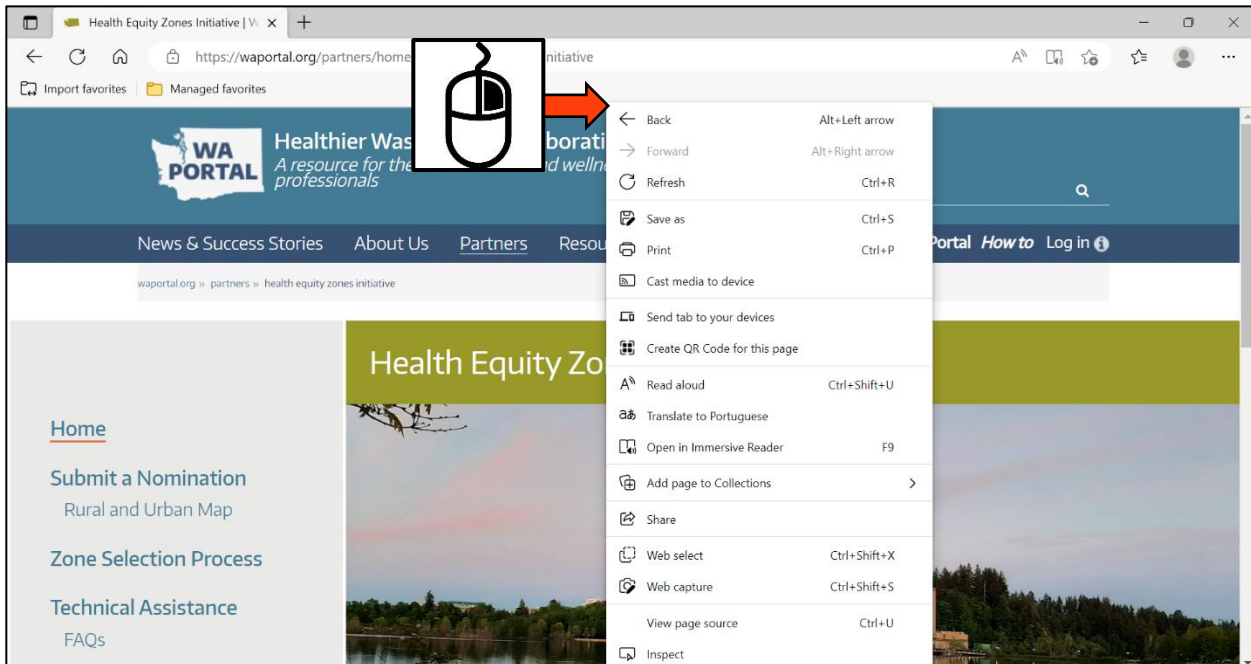 Health Equity Zones Initiative | W
https://waportal.org/partners/home nitiative
Import favorites Managed favorites
WA
PORTAL
Healthier Was borati
A resource for the d wellne
professionals
News & Success Stories About Us Partners Resou Portal How to Log in
waportal.org » partners » health equity zones initiative
Health Equity Zo
Home
Submit a Nomination
Rural and Urban Map
Zone Selection Process
Technical Assistance
FAQs
Back Alt+Left arrow
Forward Alt+Right arrow
Refresh Ctrl+R
Save as Ctrl+S
Print Ctrl+P
Cast media to device
Send tab to your devices
Create QR Code for this page
Read aloud Ctrl+Shift+U
Translate to Portuguese
Open in Immersive Reader F9
Add page to Collections
Share
Web select Ctrl+Shift+X
Web capture Ctrl+Shift+S
View page source Ctrl+U
Inspect